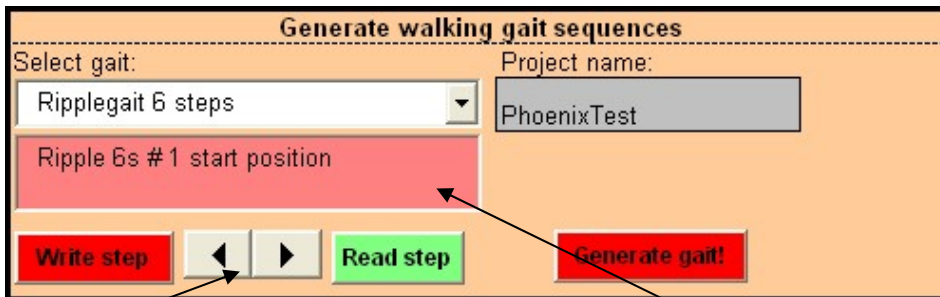 Generate walking gait sequences
Select gait:
Project name:
Ripplegait 6 steps
PhoenixTest
Ripple 6s #1 start position
Write step
Read step
Generate gait!